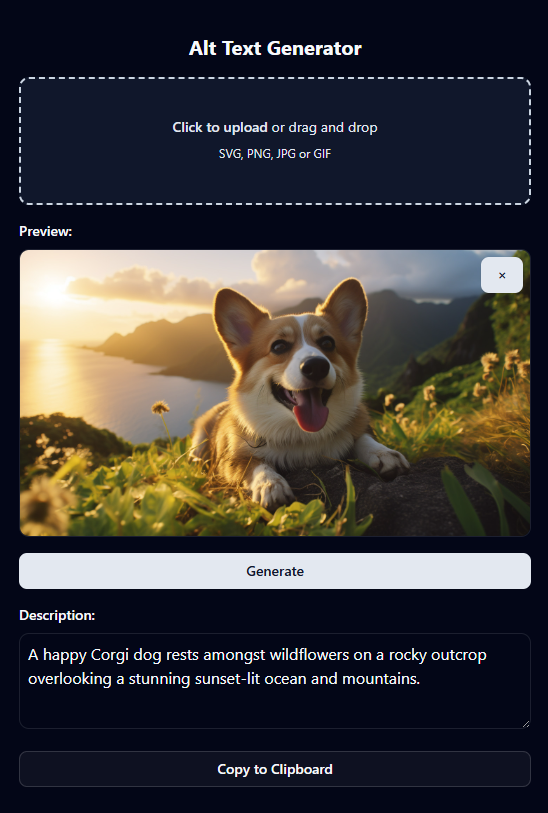 Alt Text Generator
Click to upload or drag and drop
SVG, PNG, JPG or GIF
Preview:
×
Generate
Description:
A happy Corgi dog rests amongst wildflowers on a rocky outcrop
overlooking a stunning sunset-lit ocean and mountains.
Copy to Clipboard